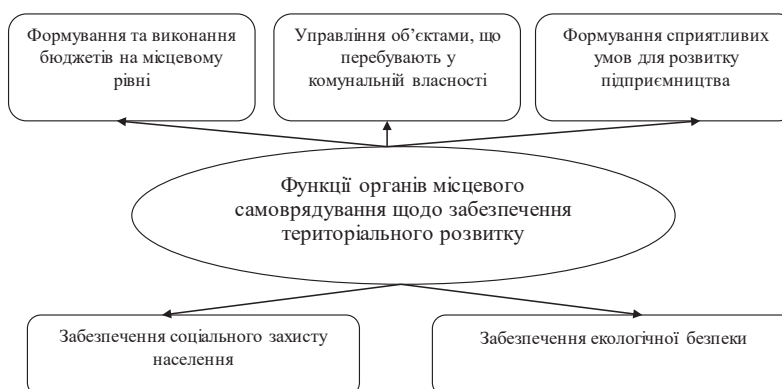 Формування та виконання
бюджетів на місцевому
рівні
Управління об’єктами, що
перебувають у
комунальній власності
Формування сприятливих
умов для розвитку
підприємництва
Функції органів місцевого
самоврядування щодо забезпечення
територіального розвитку
Забезпечення соціального захисту
населення
Забезпечення екологічної безпеки